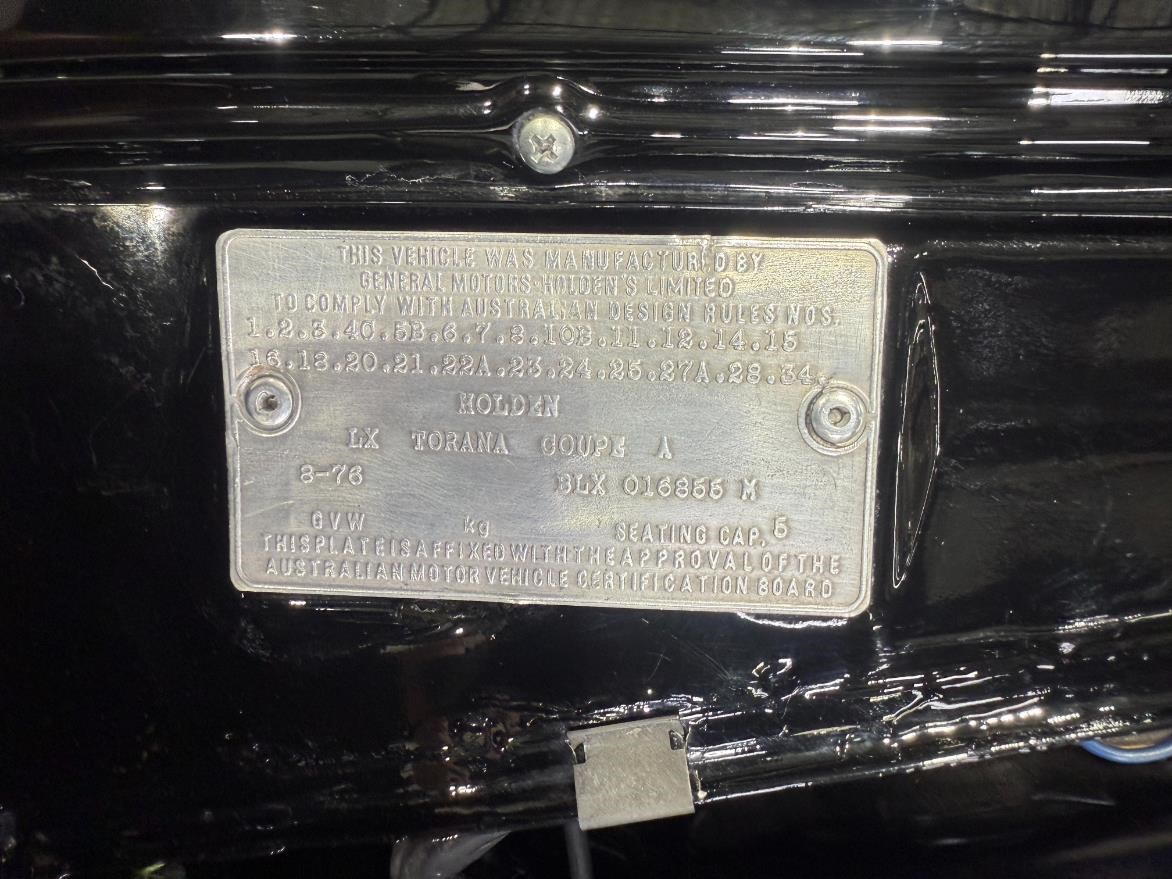 THIS VEHICLE WAS MANUFACTURED BY
GENERAL MOTORS-HOLDEN'S LIMITED
TO COMPLY WITH AUSTRALIAN DESIGN RULES NOS.
1.2.3.4C.5B.6.7.8.10B.11.12.14.15
16.18.20.21.22A.23.24.25.27A.28.34.
HOLDEN
LX TORANA COUPE A
8-76 BLX 016855 M
GVW kg SEATING CAP. 5
THIS PLATE IS AFFIXED WITH THE APPROVAL OF THE
AUSTRALIAN MOTOR VEHICLE CERTIFICATION BOARD